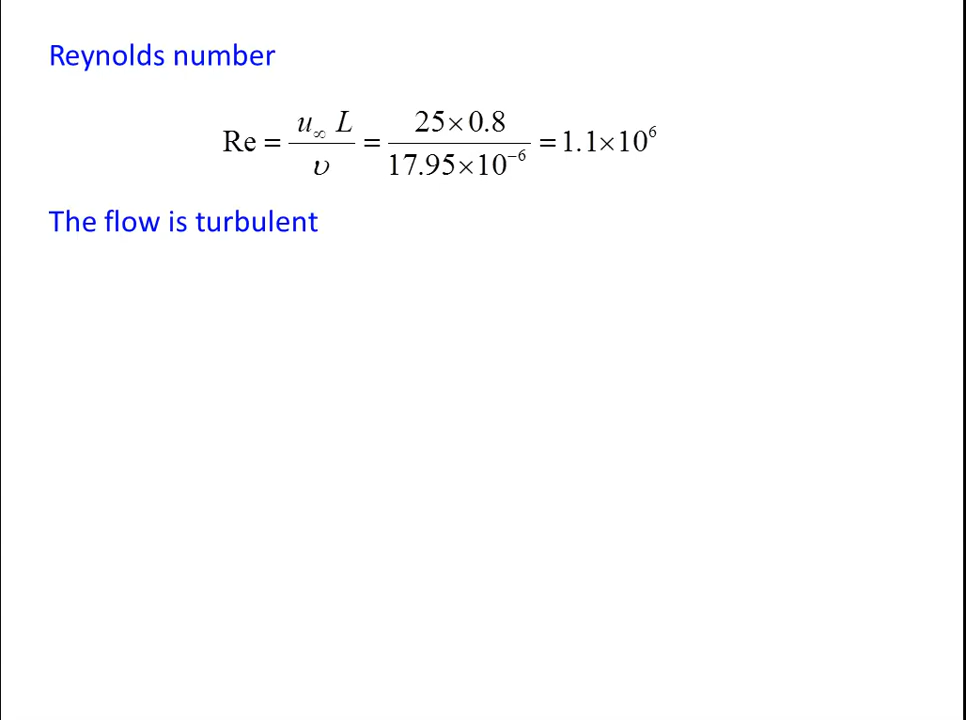 Reynolds number
Re = u∞ L / υ = 25×0.8 / 17.95×10⁻⁶ = 1.1×10⁶
The flow is turbulent